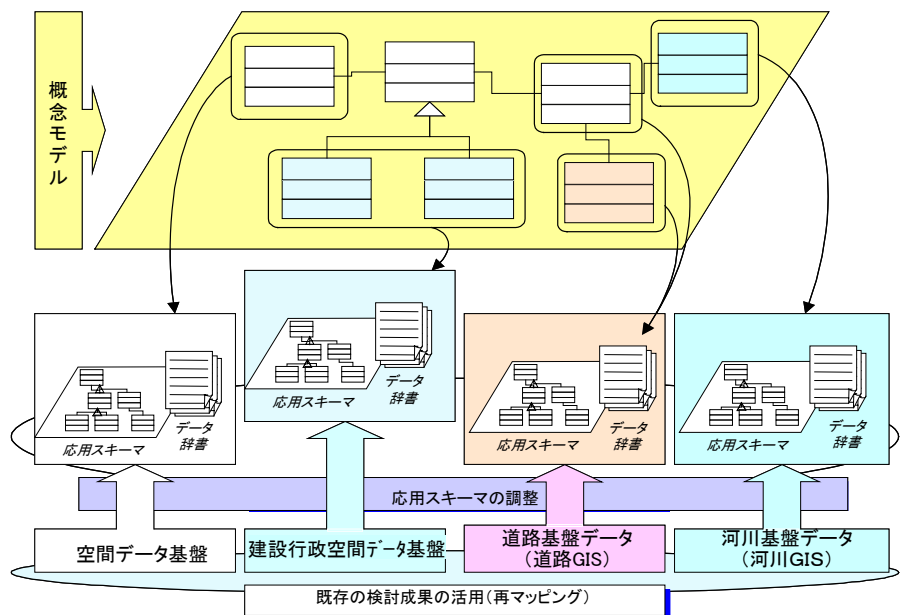 概念モデル
応用スキーマ
データ
辞書
応用スキーマ
データ
辞書
応用スキーマ
データ
辞書
応用スキーマ
データ
辞書
応用スキーマの調整
空間データ基盤
建設行政空間データ基盤
道路基盤データ
(道路GIS)
河川基盤データ
(河川GIS)
既存の検討成果の活用(再マッピング)